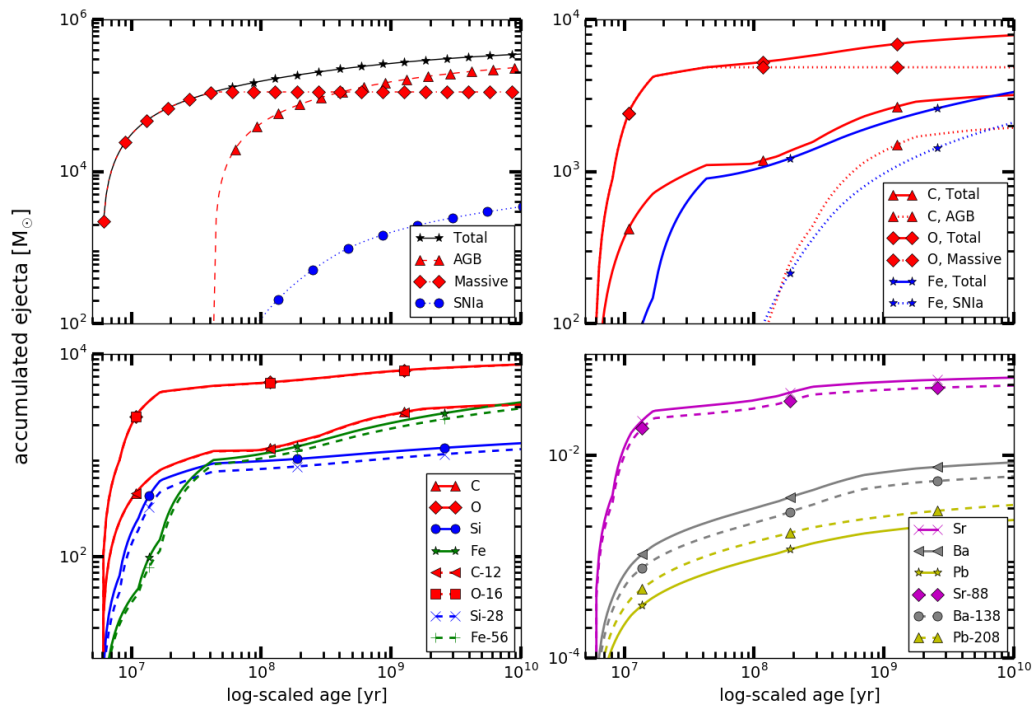 accumulated ejecta [M⊙]
10^6
10^4
10^2
Total
AGB
Massive
SNIa
10^4
10^3
10^2
C, Total
C, AGB
O, Total
O, Massive
Fe, Total
Fe, SNIa
10^4
10^2
10^7
10^8
10^9
10^10
log-scaled age [yr]
C
O
Si
Fe
C-12
O-16
Si-28
Fe-56
10^-2
10^-4
10^7
10^8
10^9
10^10
log-scaled age [yr]
Sr
Ba
Pb
Sr-88
Ba-138
Pb-208